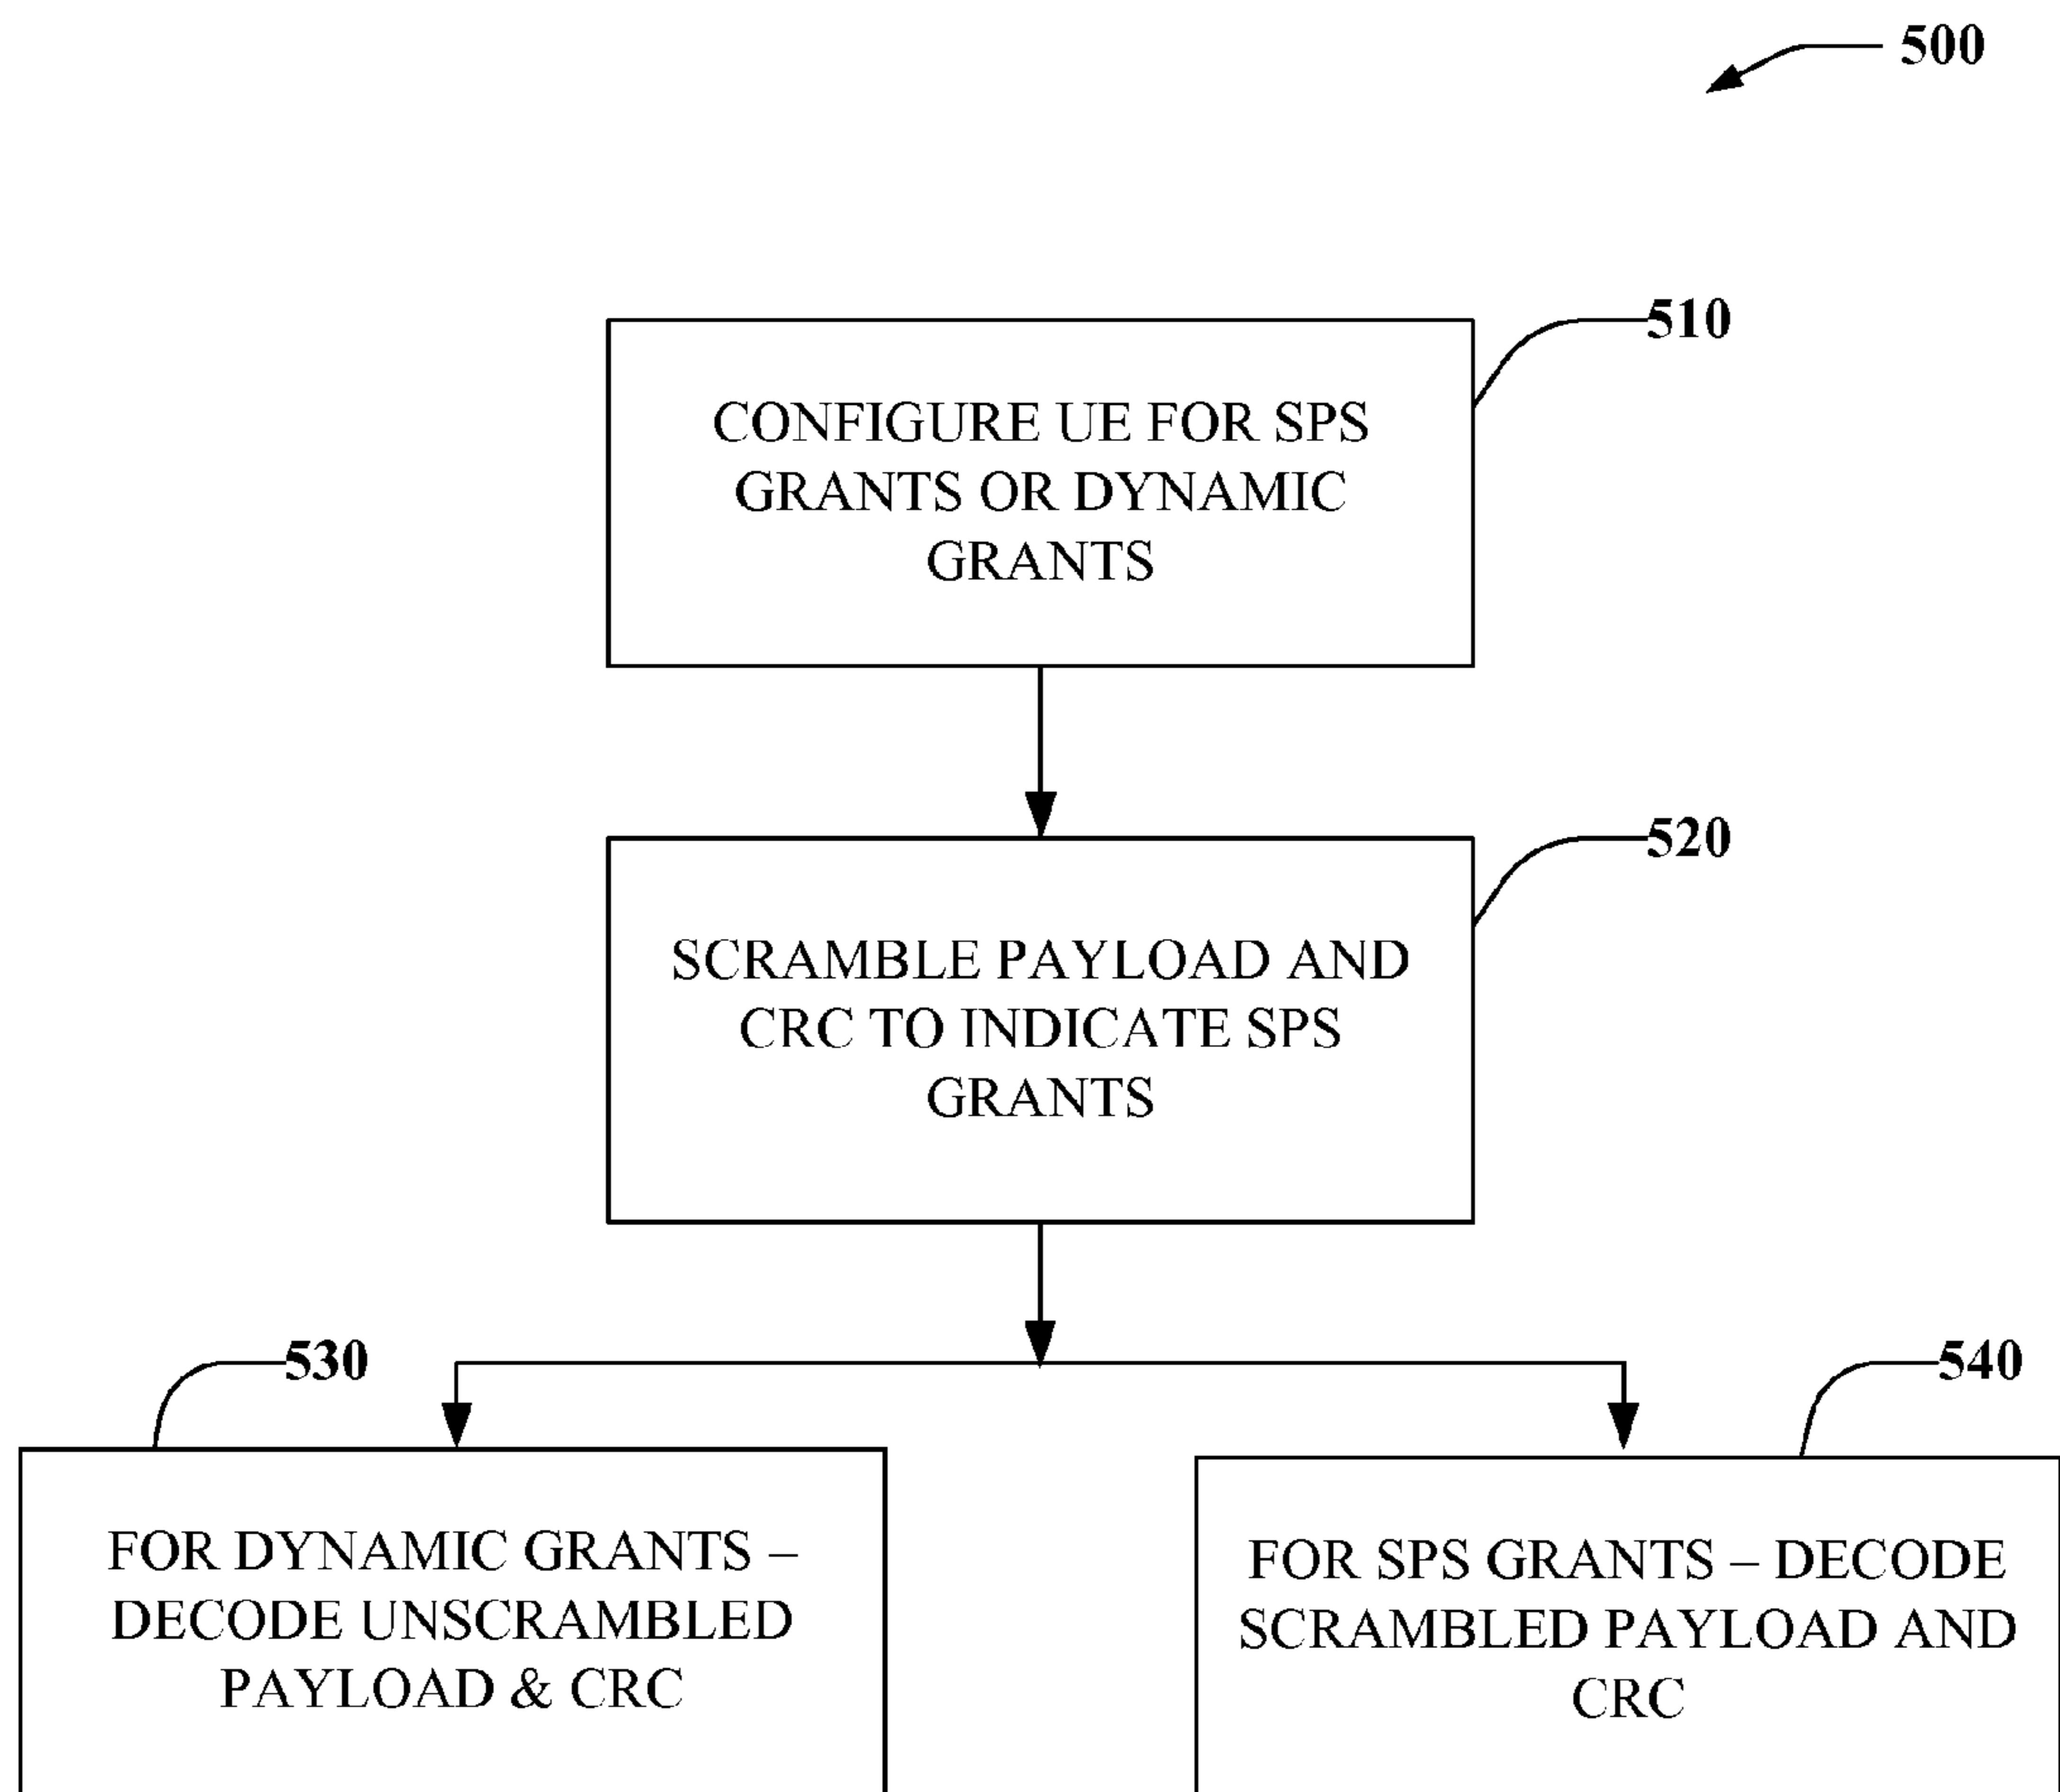 500
510
CONFIGURE UE FOR SPS
GRANTS OR DYNAMIC
GRANTS
520
SCRAMBLE PAYLOAD AND
CRC TO INDICATE SPS
GRANTS
530
540
FOR DYNAMIC GRANTS –
DECODE UNSCRAMBLED
PAYLOAD & CRC
FOR SPS GRANTS – DECODE
SCRAMBLED PAYLOAD AND
CRC